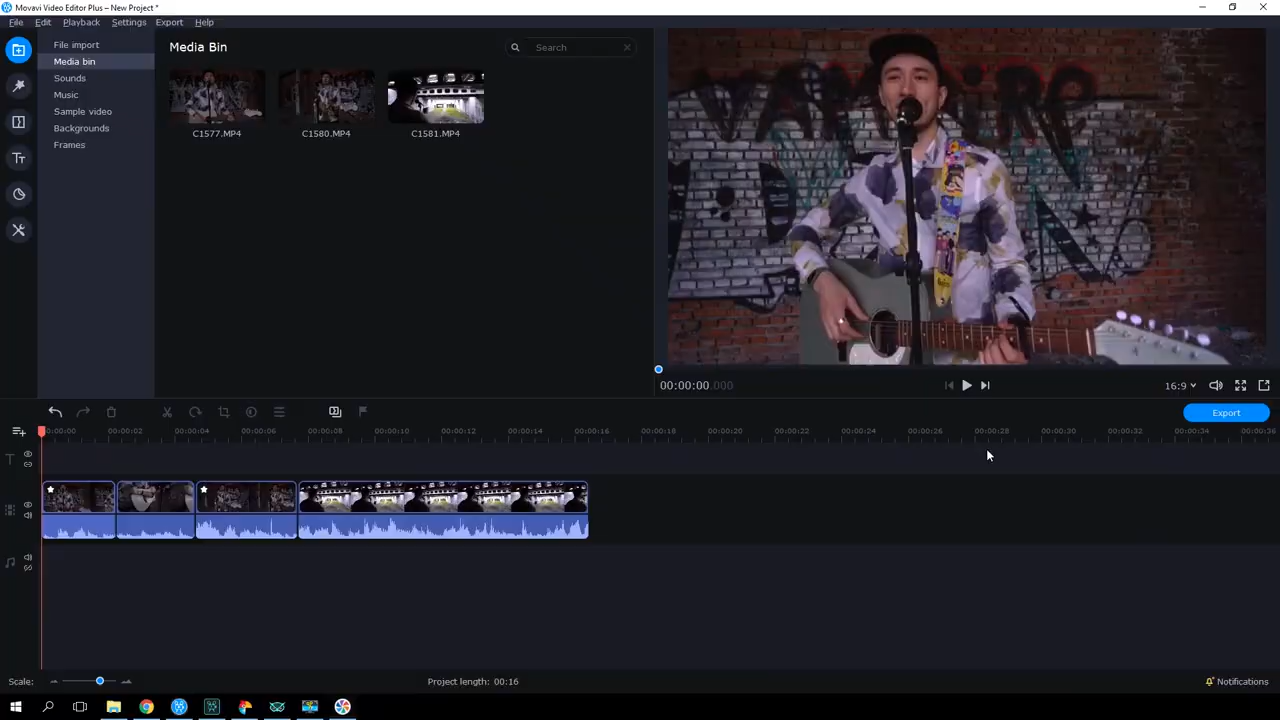 Movavi Video Editor Plus – New Project *
File Edit Playback Settings Export Help
File import
Media bin
Sounds
Music
Sample video
Backgrounds
Frames
Media Bin
Search
C1577.MP4 C1580.MP4 C1581.MP4
00:00:00.000
16:9
Export
00:00:02 00:00:04 00:00:06 00:00:08 00:00:10 00:00:12 00:00:14 00:00:16 00:00:18 00:00:20 00:00:22 00:00:24 00:00:26 00:00:28 00:00:30 00:00:32 00:00:34 00:00:36
Scale:
Project length: 00:16
Notifications